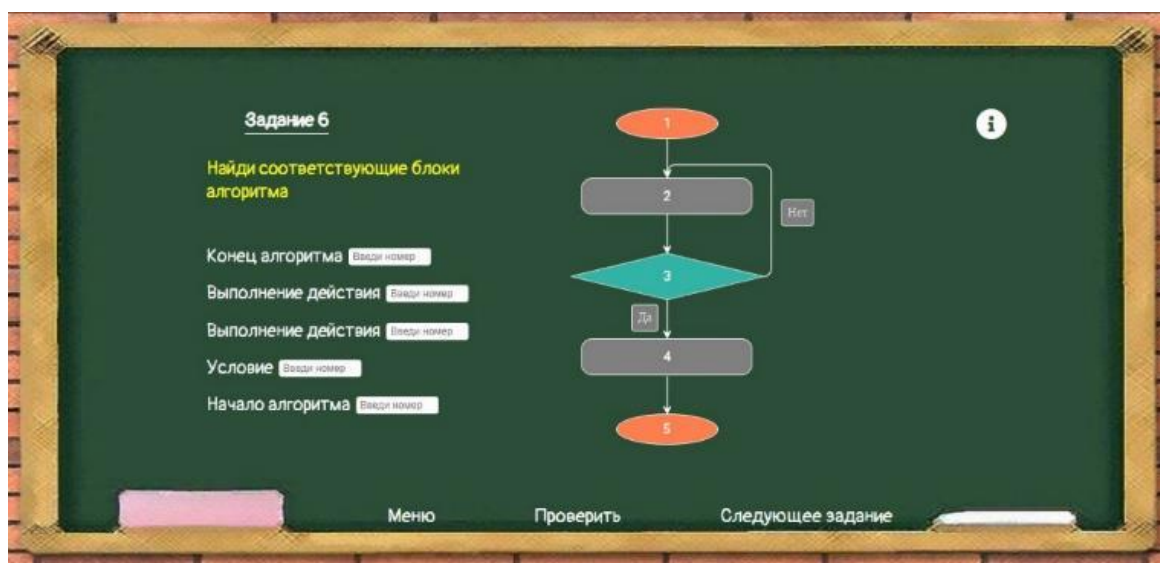 Задание 6
Найди соответствующие блоки
алгоритма
Конец алгоритма Введи номер
Выполнение действия Введи номер
Выполнение действия Введи номер
Условие Введи номер
Начало алгоритма Введи номер
1
2
Нет
3
Да
4
5
Меню Проверить Следующее задание